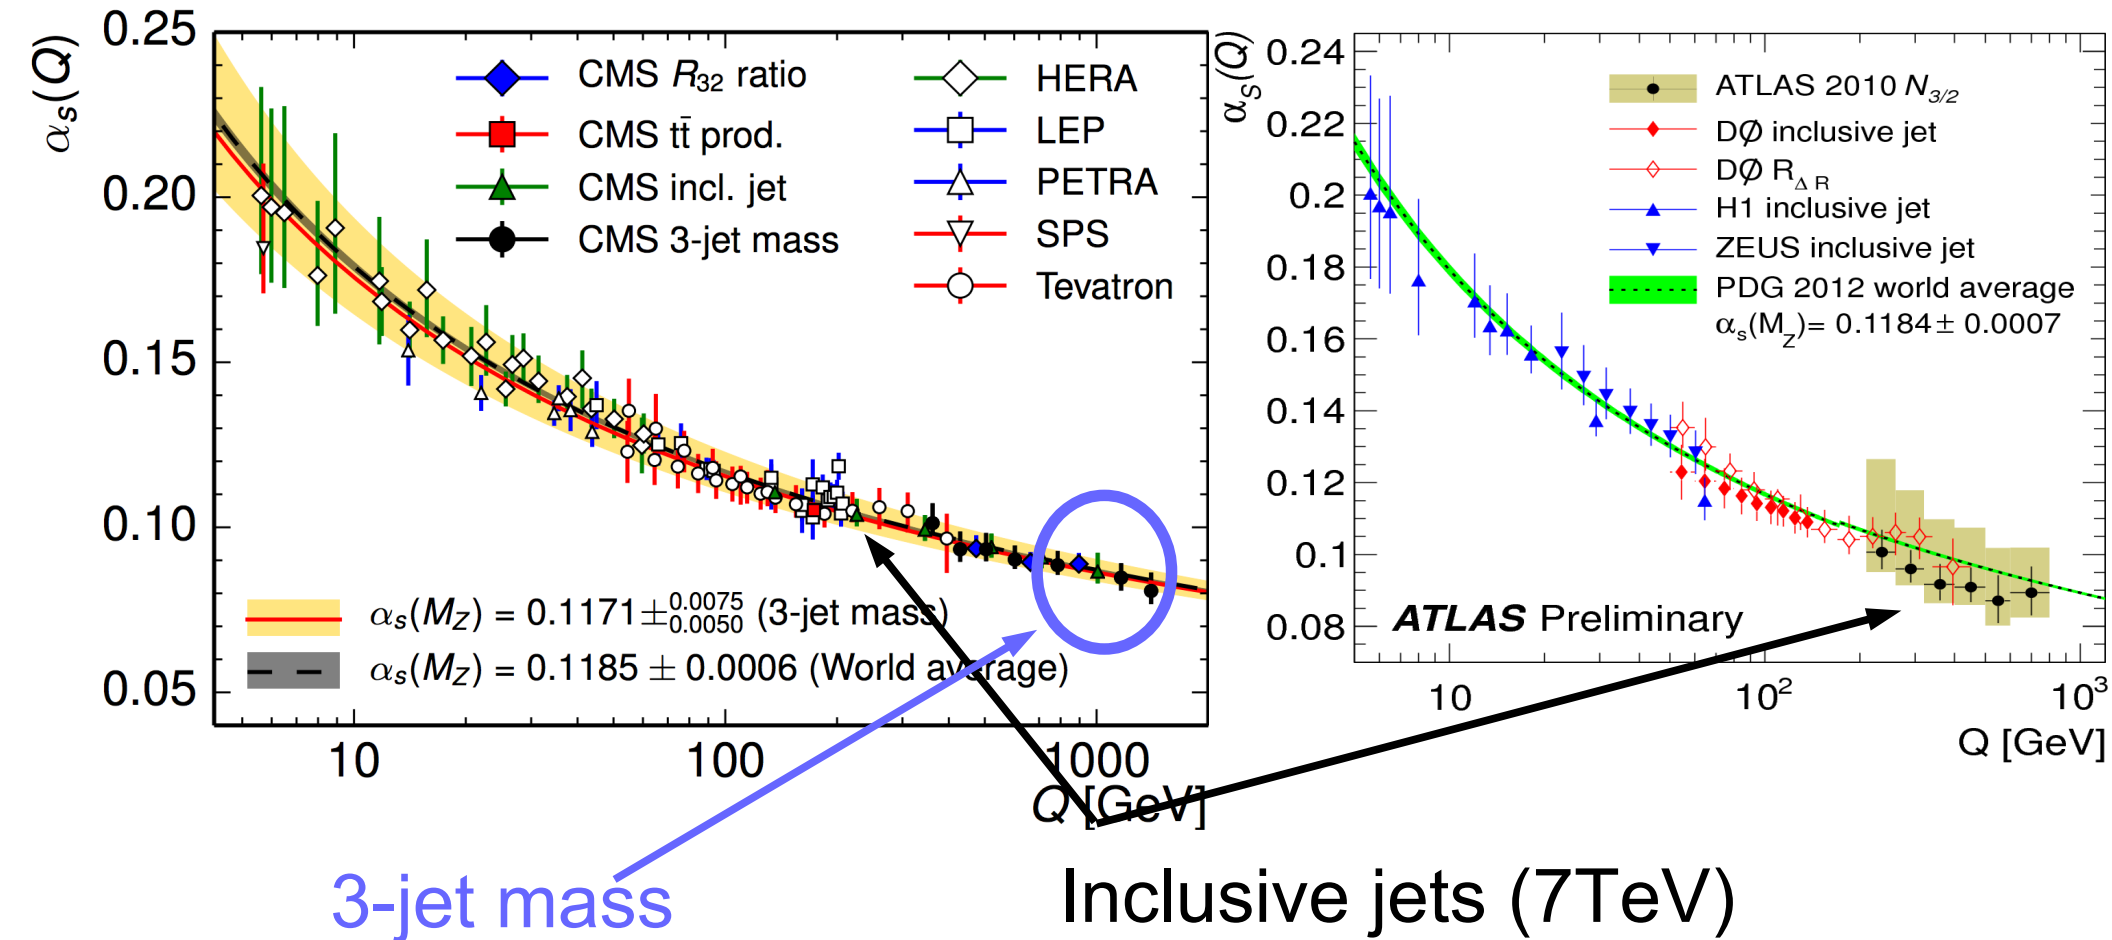 0.25
0.20
0.15
0.10
0.05
αs(Q)
CMS R32 ratio
CMS tt̄ prod.
CMS incl. jet
CMS 3-jet mass
HERA
LEP
PETRA
SPS
Tevatron
αs(MZ) = 0.1171±0.0075 0.0050 (3-jet mass)
αs(MZ) = 0.1185 ± 0.0006 (World average)
10 100 1000
Q [GeV]
αS(Q)
0.24
0.22
0.2
0.18
0.16
0.14
0.12
0.1
0.08
ATLAS 2010 N3/2
DØ inclusive jet
DØ RΔR
H1 inclusive jet
ZEUS inclusive jet
PDG 2012 world average
αs(MZ)= 0.1184± 0.0007
ATLAS Preliminary
10 10² 10³
Q [GeV]
3-jet mass
Inclusive jets (7TeV)